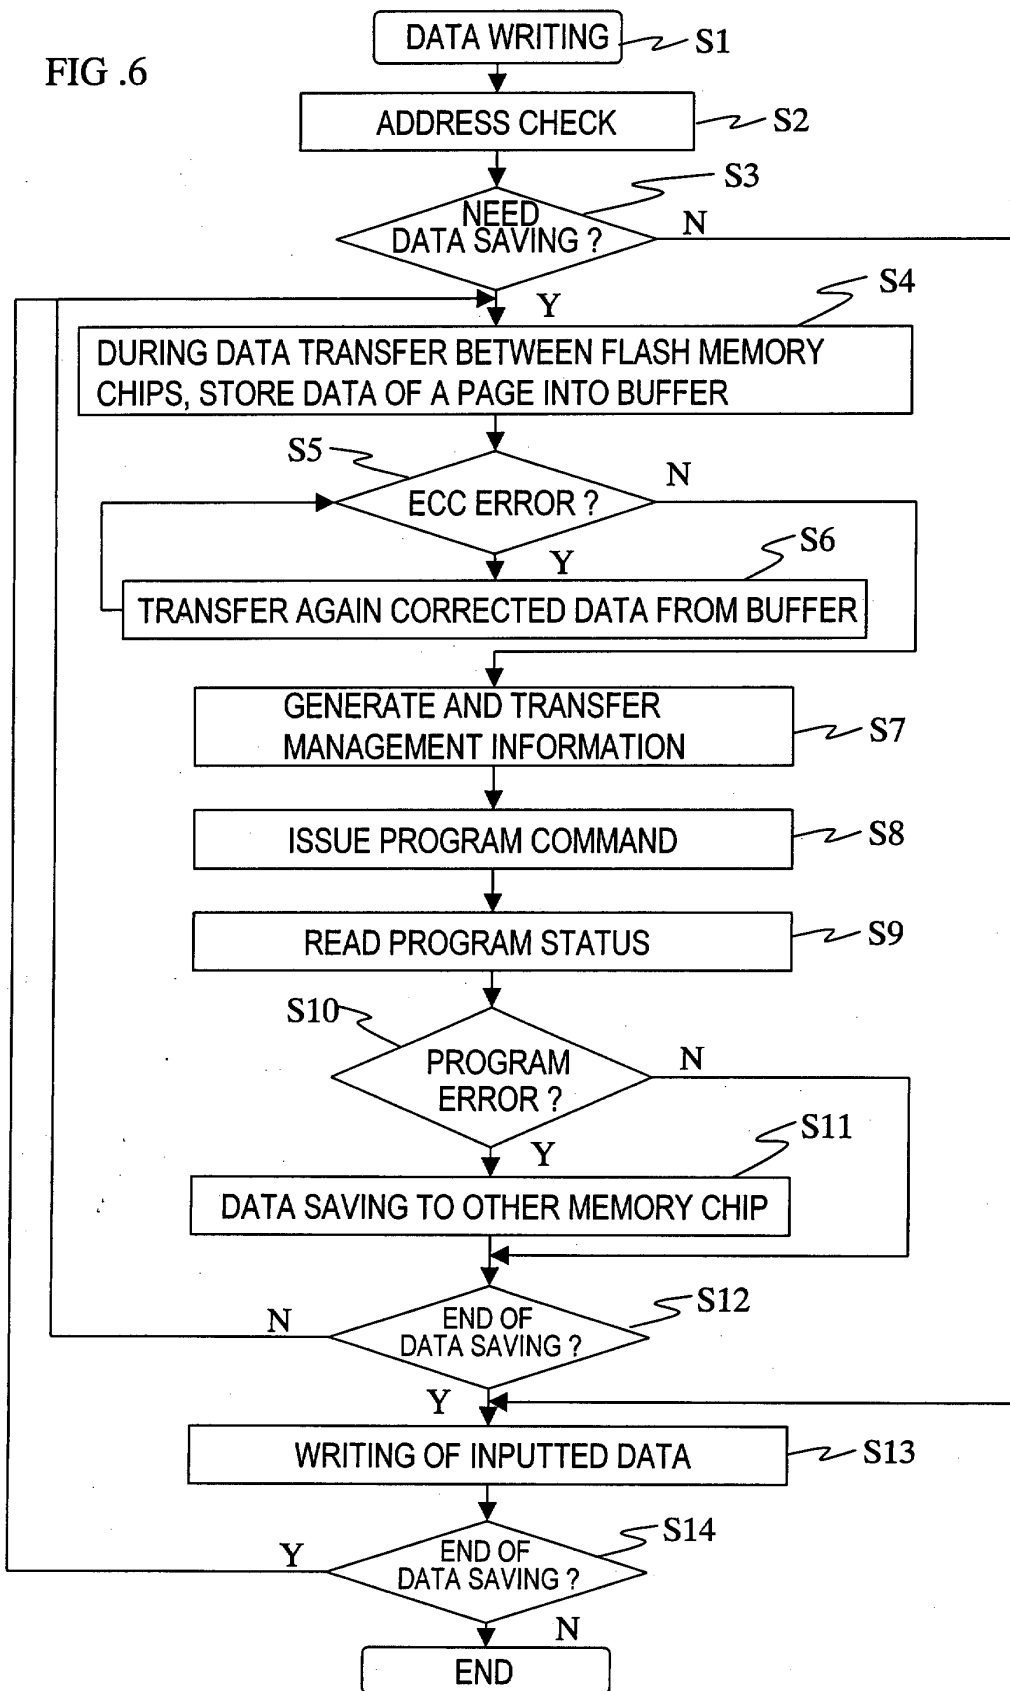 FIG .6
DATA WRITING
S1
ADDRESS CHECK
S2
S3
NEED
DATA SAVING ?
N
Y
S4
DURING DATA TRANSFER BETWEEN FLASH MEMORY
CHIPS, STORE DATA OF A PAGE INTO BUFFER
S5
ECC ERROR ?
N
Y
S6
TRANSFER AGAIN CORRECTED DATA FROM BUFFER
GENERATE AND TRANSFER
MANAGEMENT INFORMATION
S7
ISSUE PROGRAM COMMAND
S8
READ PROGRAM STATUS
S9
S10
PROGRAM
ERROR ?
N
Y
S11
DATA SAVING TO OTHER MEMORY CHIP
S12
END OF
DATA SAVING ?
N
Y
WRITING OF INPUTTED DATA
S13
S14
END OF
DATA SAVING ?
Y
N
END